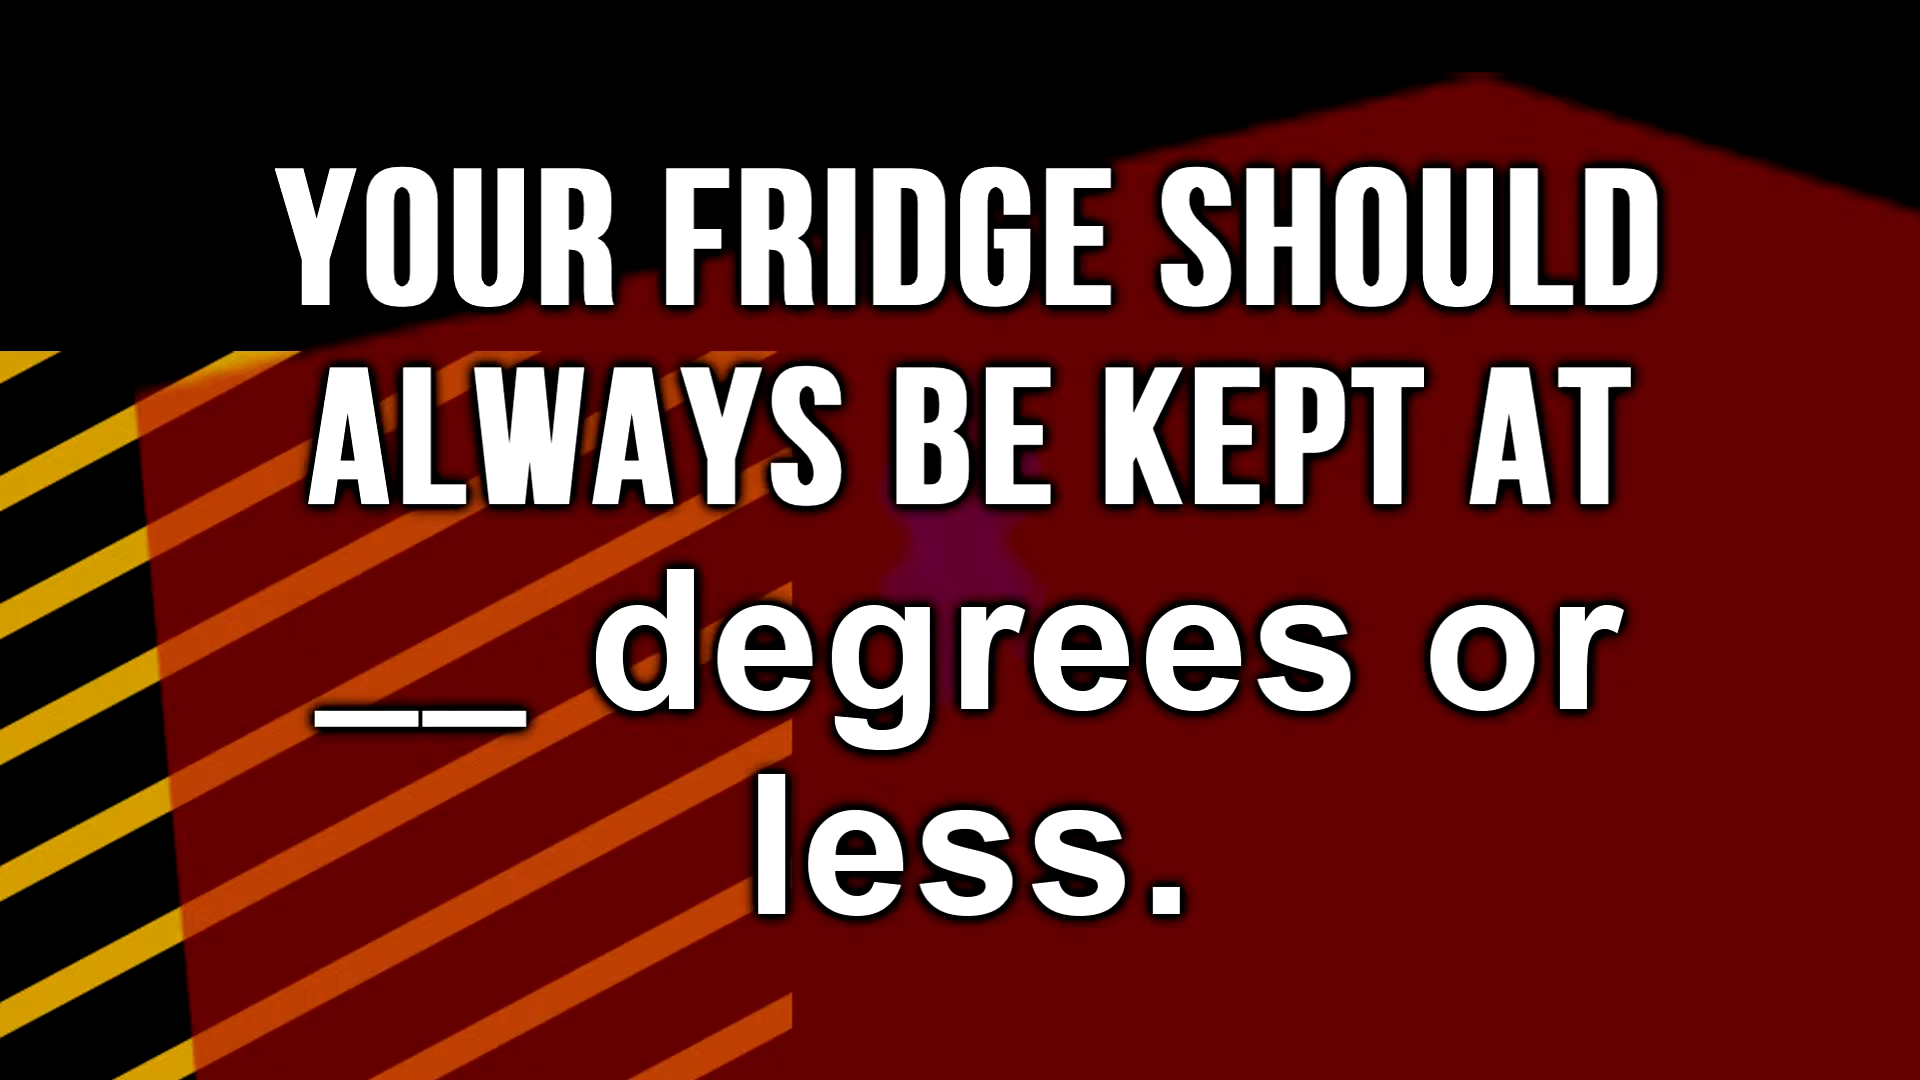 YOUR FRIDGE SHOULD
ALWAYS BE KEPT AT
__ degrees or
less.